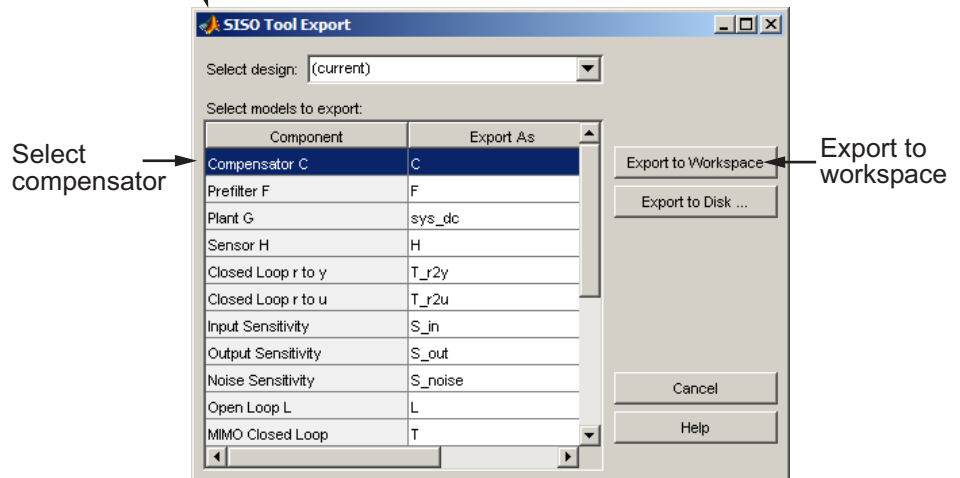 SISO Tool Export
Select design: (current)
Select models to export:
Component Export As
Compensator C C
Prefilter F F
Plant G sys_dc
Sensor H H
Closed Loop r to y T_r2y
Closed Loop r to u T_r2u
Input Sensitivity S_in
Output Sensitivity S_out
Noise Sensitivity S_noise
Open Loop L L
MIMO Closed Loop T
Export to Workspace
Export to Disk ...
Cancel
Help
Select
compensator
Export to
workspace